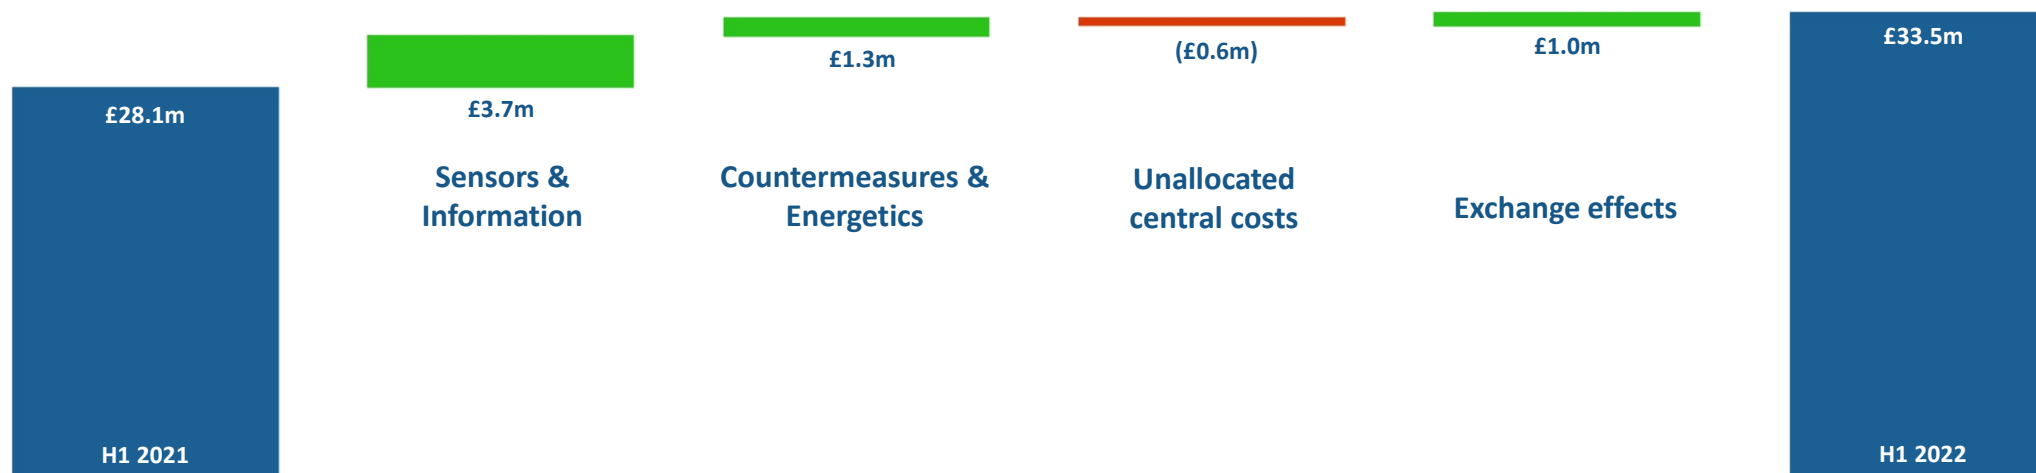 £28.1m
H1 2021
£3.7m
Sensors &
Information
£1.3m
Countermeasures &
Energetics
(£0.6m)
Unallocated
central costs
£1.0m
Exchange effects
£33.5m
H1 2022